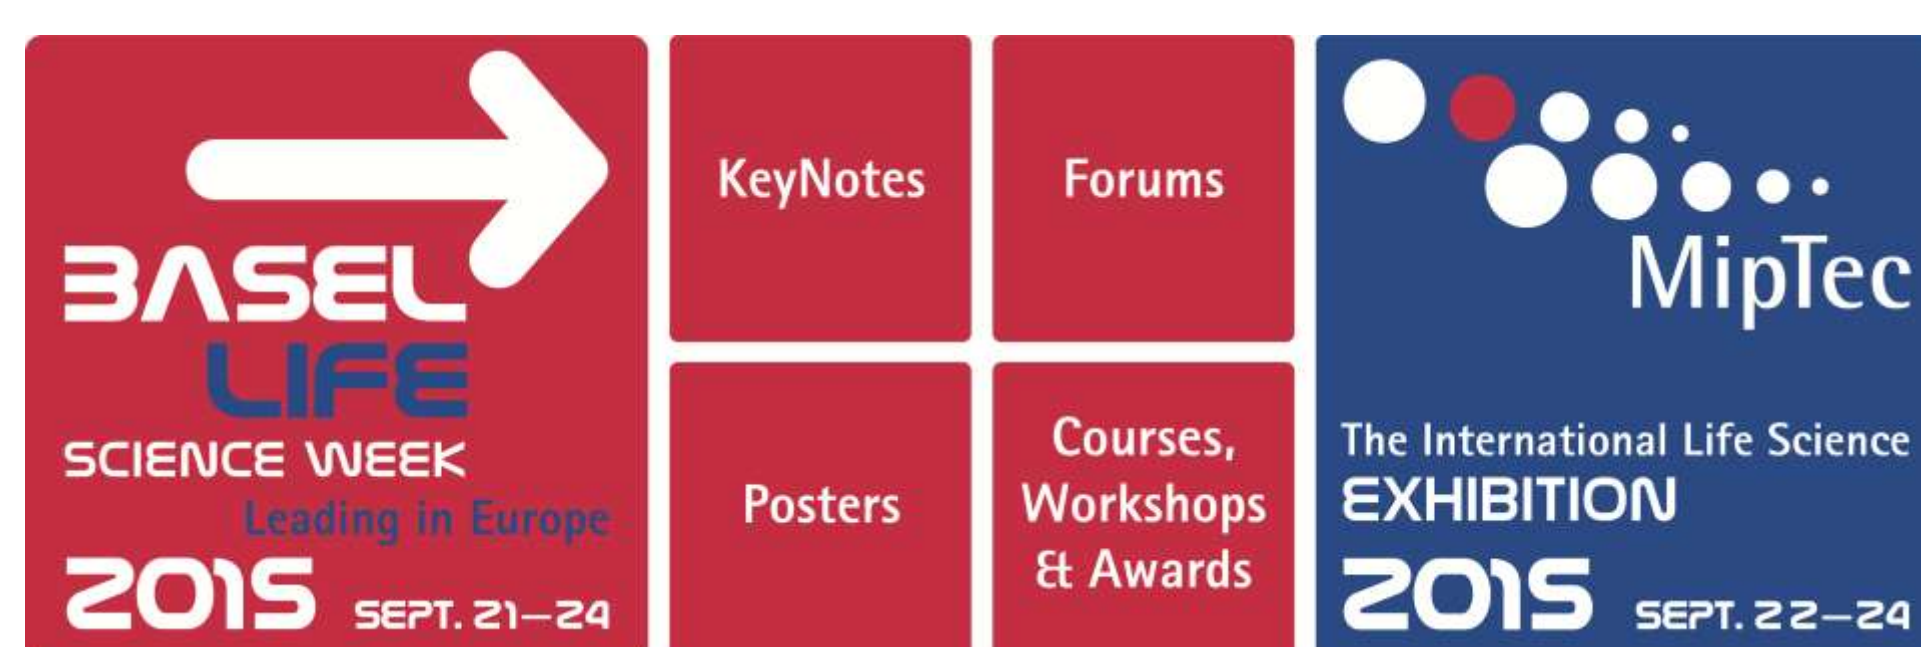 BASEL
LIFE
SCIENCE WEEK
Leading in Europe
2015 SEPT. 21–24
KeyNotes
Forums
Posters
Courses,
Workshops
& Awards
MipTec
The International Life Science
EXHIBITION
2015 SEPT. 22–24